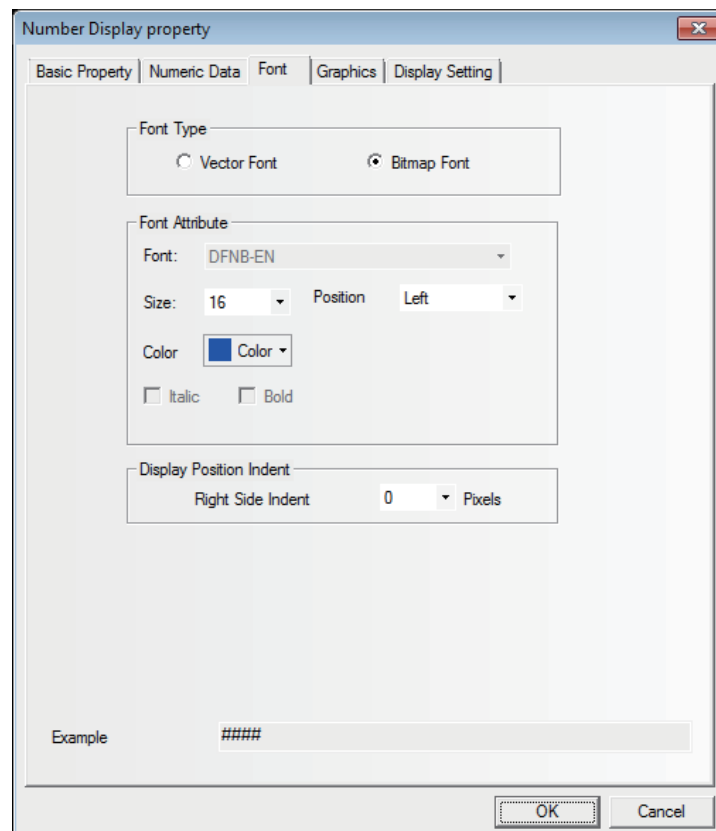 Number Display property
Basic Property Numeric Data Font Graphics Display Setting
Font Type
Vector Font Bitmap Font
Font Attribute
Font: DFNB-EN
Size: 16 Position Left
Color Color
Italic Bold
Display Position Indent
Right Side Indent 0 Pixels
Example ####
OK Cancel